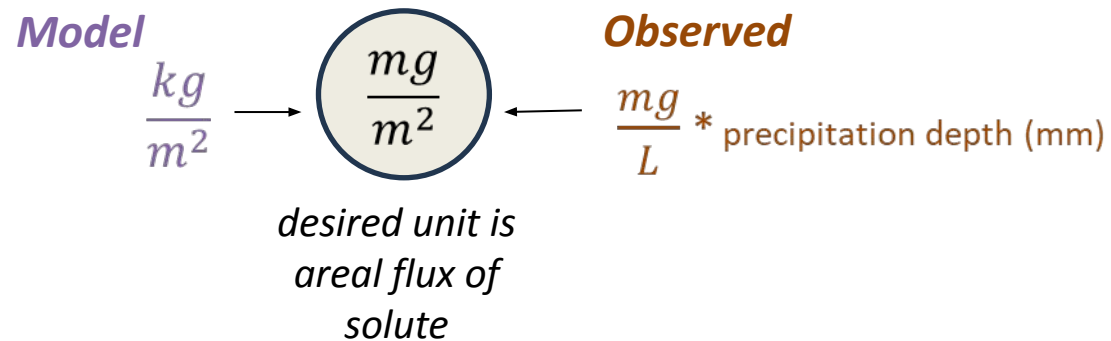 Model
kg/m²
mg/m²
desired unit is
areal flux of
solute
Observed
mg/L * precipitation depth (mm)